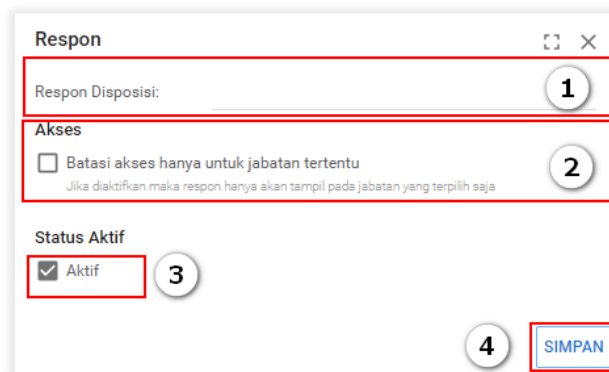 Respon
Respon Disposisi:
1
Akses
Batasi akses hanya untuk jabatan tertentu
2
Jika diaktifkan maka respon hanya akan tampil pada jabatan yang terpilih saja
Status Aktif
Aktif
3
4
SIMPAN